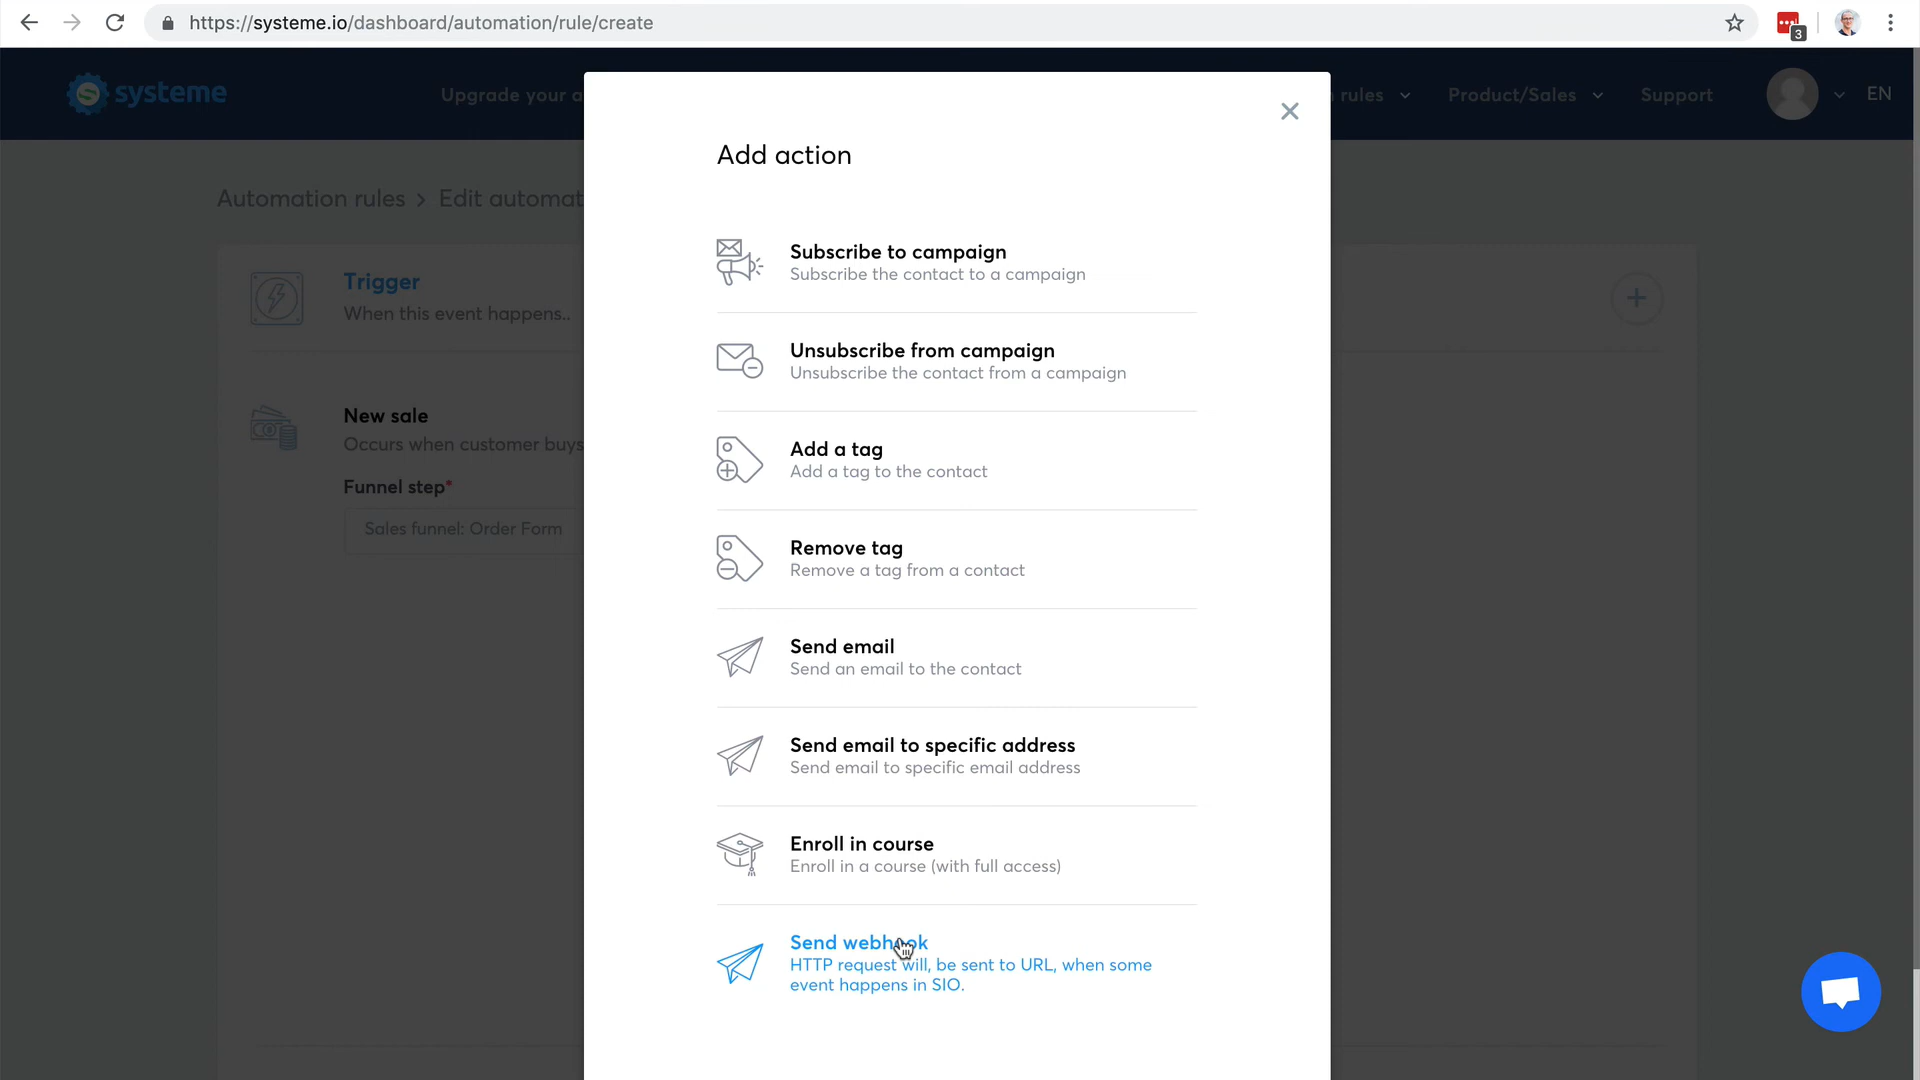 https://systeme.io/dashboard/automation/rule/create
3
systeme
Upgrade your a
rules
Product/Sales
Support
EN
Add action
Automation rules > Edit automat
Trigger
When this event happens..
New sale
Occurs when customer buys
Funnel step*
Sales funnel: Order Form
Subscribe to campaign
Subscribe the contact to a campaign
Unsubscribe from campaign
Unsubscribe the contact from a campaign
Add a tag
Add a tag to the contact
Remove tag
Remove a tag from a contact
Send email
Send an email to the contact
Send email to specific address
Send email to specific email address
Enroll in course
Enroll in a course (with full access)
Send webhook
HTTP request will, be sent to URL, when some
event happens in SIO.